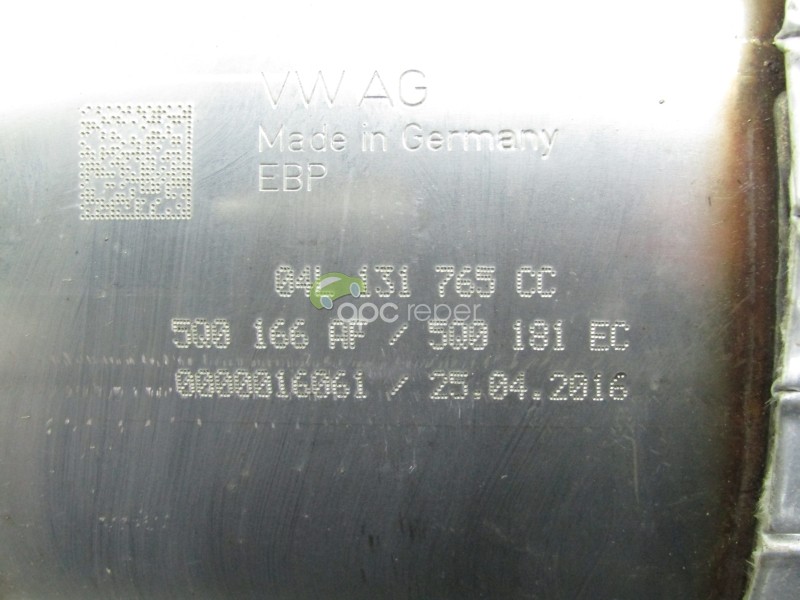 VW AG
Made in Germany
EBP
04L 131 765 CC
apc reper
5Q0 166 AF / 5Q0 181 EC
0000016061 / 25.04.2016